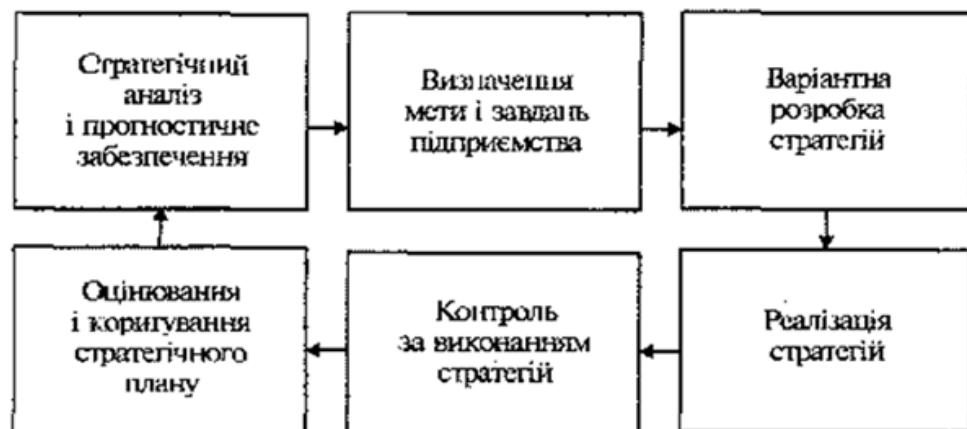 Стратегічний
аналіз
і прогностичне
забезпечення
Визначення
мети і завдань
підприємства
Варіантна
розробка
стратегій
Реалізація
стратегій
Контроль
за виконанням
стратегій
Оцінювання
і коригування
стратегічного
плану